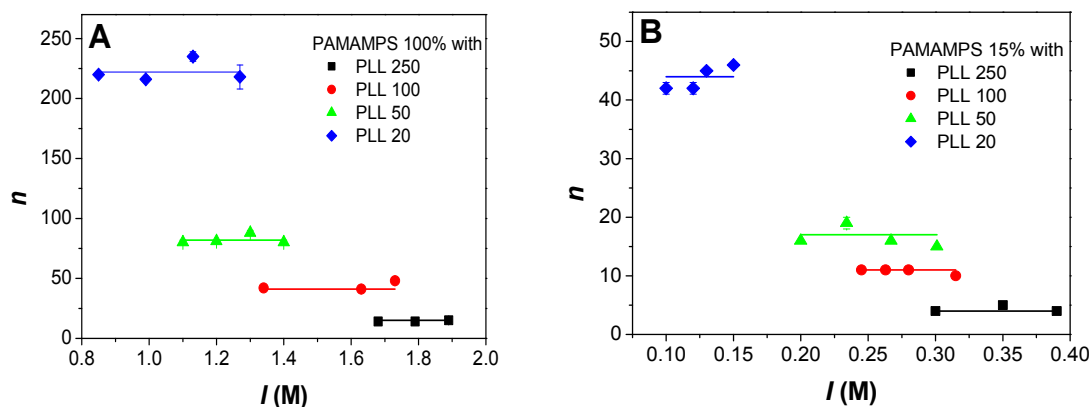 A
PAMAMPS 100% with
PLL 250
PLL 100
PLL 50
PLL 20
n
250
200
150
100
50
0
0.8 1.0 1.2 1.4 1.6 1.8 2.0
I (M)
B
PAMAMPS 15% with
PLL 250
PLL 100
PLL 50
PLL 20
n
50
40
30
20
10
0
0.10 0.15 0.20 0.25 0.30 0.35 0.40
I (M)